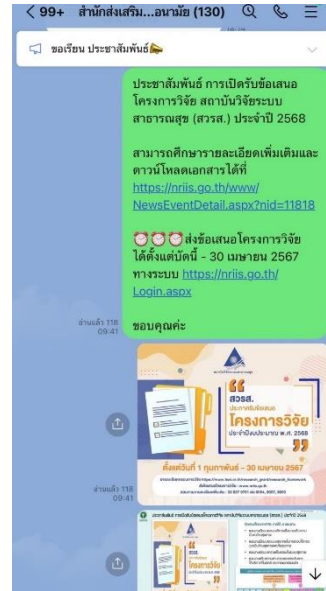 99+ สำนักส่งเสริม...อนามัย (130)
ขอเรียน ประชาสัมพันธ์
ประชาสัมพันธ์ การเปิดรับข้อเสนอ
โครงการวิจัย สถาบันวิจัยระบบ
สาธารณสุข (สวรส.) ประจำปี 2568
สามารถศึกษารายละเอียดเพิ่มเติมและ
ดาวน์โหลดเอกสารได้ที่
https://nriis.go.th/www/
NewsEventDetail.aspx?nid=11818
⏰⏰⏰ส่งข้อเสนอโครงการวิจัย
ได้ตั้งแต่บัดนี้ - 30 เมษายน 2567
ทางระบบ https://nriis.go.th/
Login.aspx
ขอบคุณค่ะ
อ่านแล้ว 118
09:41
สวรส.
ประกาศรับข้อเสนอ
โครงการวิจัย
ประจำปีงบประมาณ พ.ศ. 2568
ตั้งแต่วันที่ 1 กุมภาพันธ์ - 30 เมษายน 2567
อ่านแล้ว 118
09:41
โครงการวิจัย